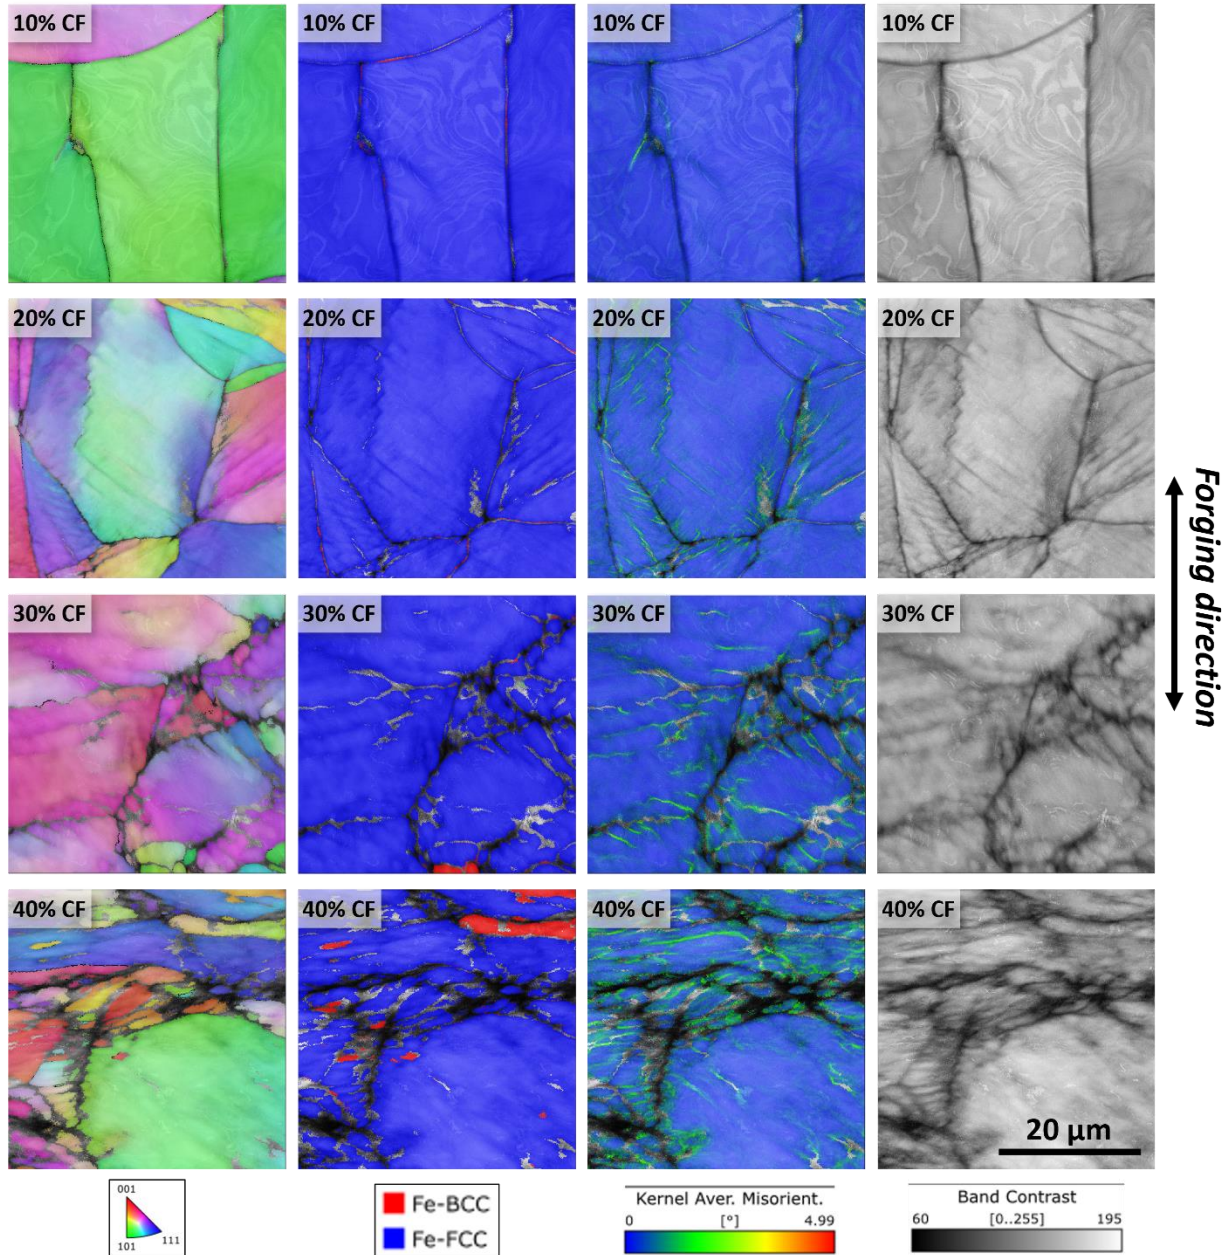 10% CF
10% CF
10% CF
10% CF
20% CF
20% CF
20% CF
20% CF
Forging direction
30% CF
30% CF
30% CF
30% CF
40% CF
40% CF
40% CF
40% CF
20 µm
001
101
111
Fe-BCC
Fe-FCC
Kernel Aver. Misorient.
0 [°] 4.99
Band Contrast
60 [0..255] 195